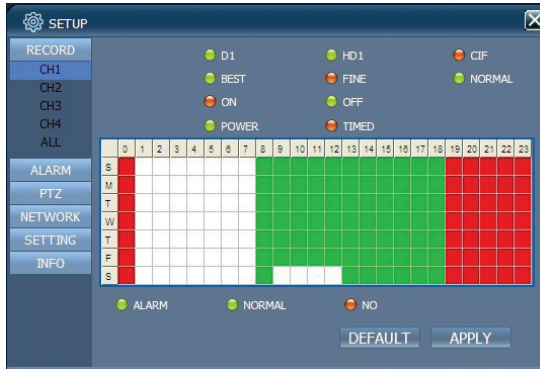 SETUP
RECORD
CH1
CH2
CH3
CH4
ALL
ALARM
PTZ
NETWORK
SETTING
INFO
D1 HD1 CIF
BEST FINE NORMAL
ON OFF
POWER TIMED
0 1 2 3 4 5 6 7 8 9 10 11 12 13 14 15 16 17 18 19 20 21 22 23
S
M
T
W
T
F
S
ALARM NORMAL NO
DEFAULT APPLY